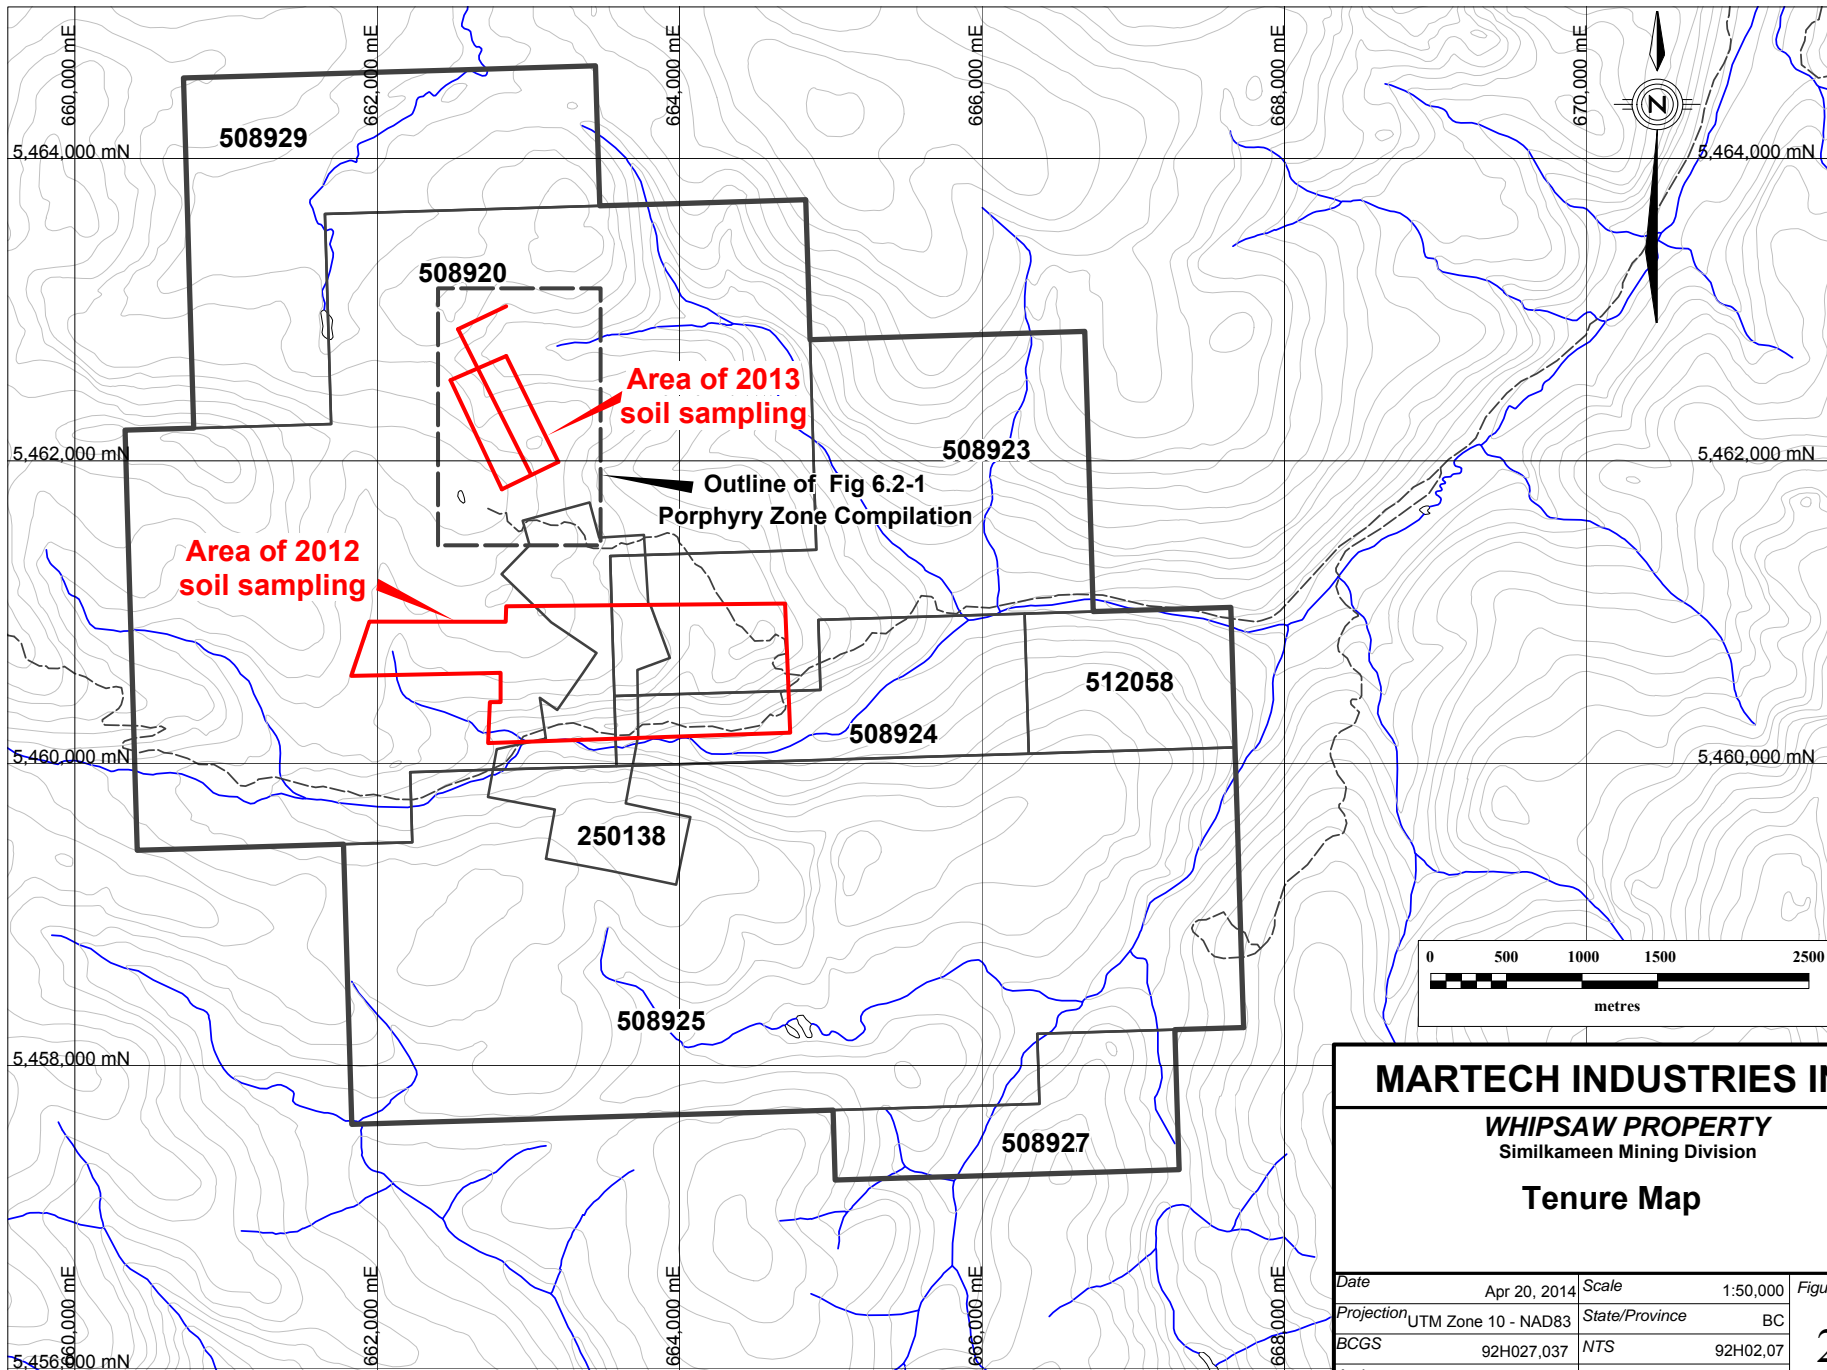 660,000 mE
662,000 mE
664,000 mE
666,000 mE
668,000 mE
670,000 mE
N
508929
5,464,000 mN
5,464,000 mN
508920
Area of 2013
soil sampling
508923
5,462,000 mN
5,462,000 mN
Outline of Fig 6.2-1
Porphyry Zone Compilation
Area of 2012
soil sampling
512058
508924
5,460,000 mN
5,460,000 mN
250138
0 500 1000 1500 2500
metres
508925
5,458,000 mN
508927
MARTECH INDUSTRIES
WHIPSAW PROPERTY
Similkameen Mining Division
Tenure Map
Date Apr 20, 2014 Scale 1:50,000
Projection UTM Zone 10 - NAD83 State/Province BC
BCGS 92H027,037 NTS 92H02,07
660,000 mE
662,000 mE
664,000 mE
666,000 mE
668,000 mE
5,456,000 mN